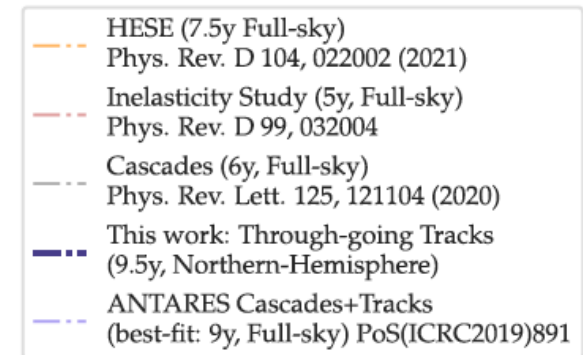 HESE (7.5y Full-sky)
Phys. Rev. D 104, 022002 (2021)
Inelasticity Study (5y, Full-sky)
Phys. Rev. D 99, 032004
Cascades (6y, Full-sky)
Phys. Rev. Lett. 125, 121104 (2020)
This work: Through-going Tracks
(9.5y, Northern-Hemisphere)
ANTARES Cascades+Tracks
(best-fit: 9y, Full-sky) PoS(ICRC2019)891